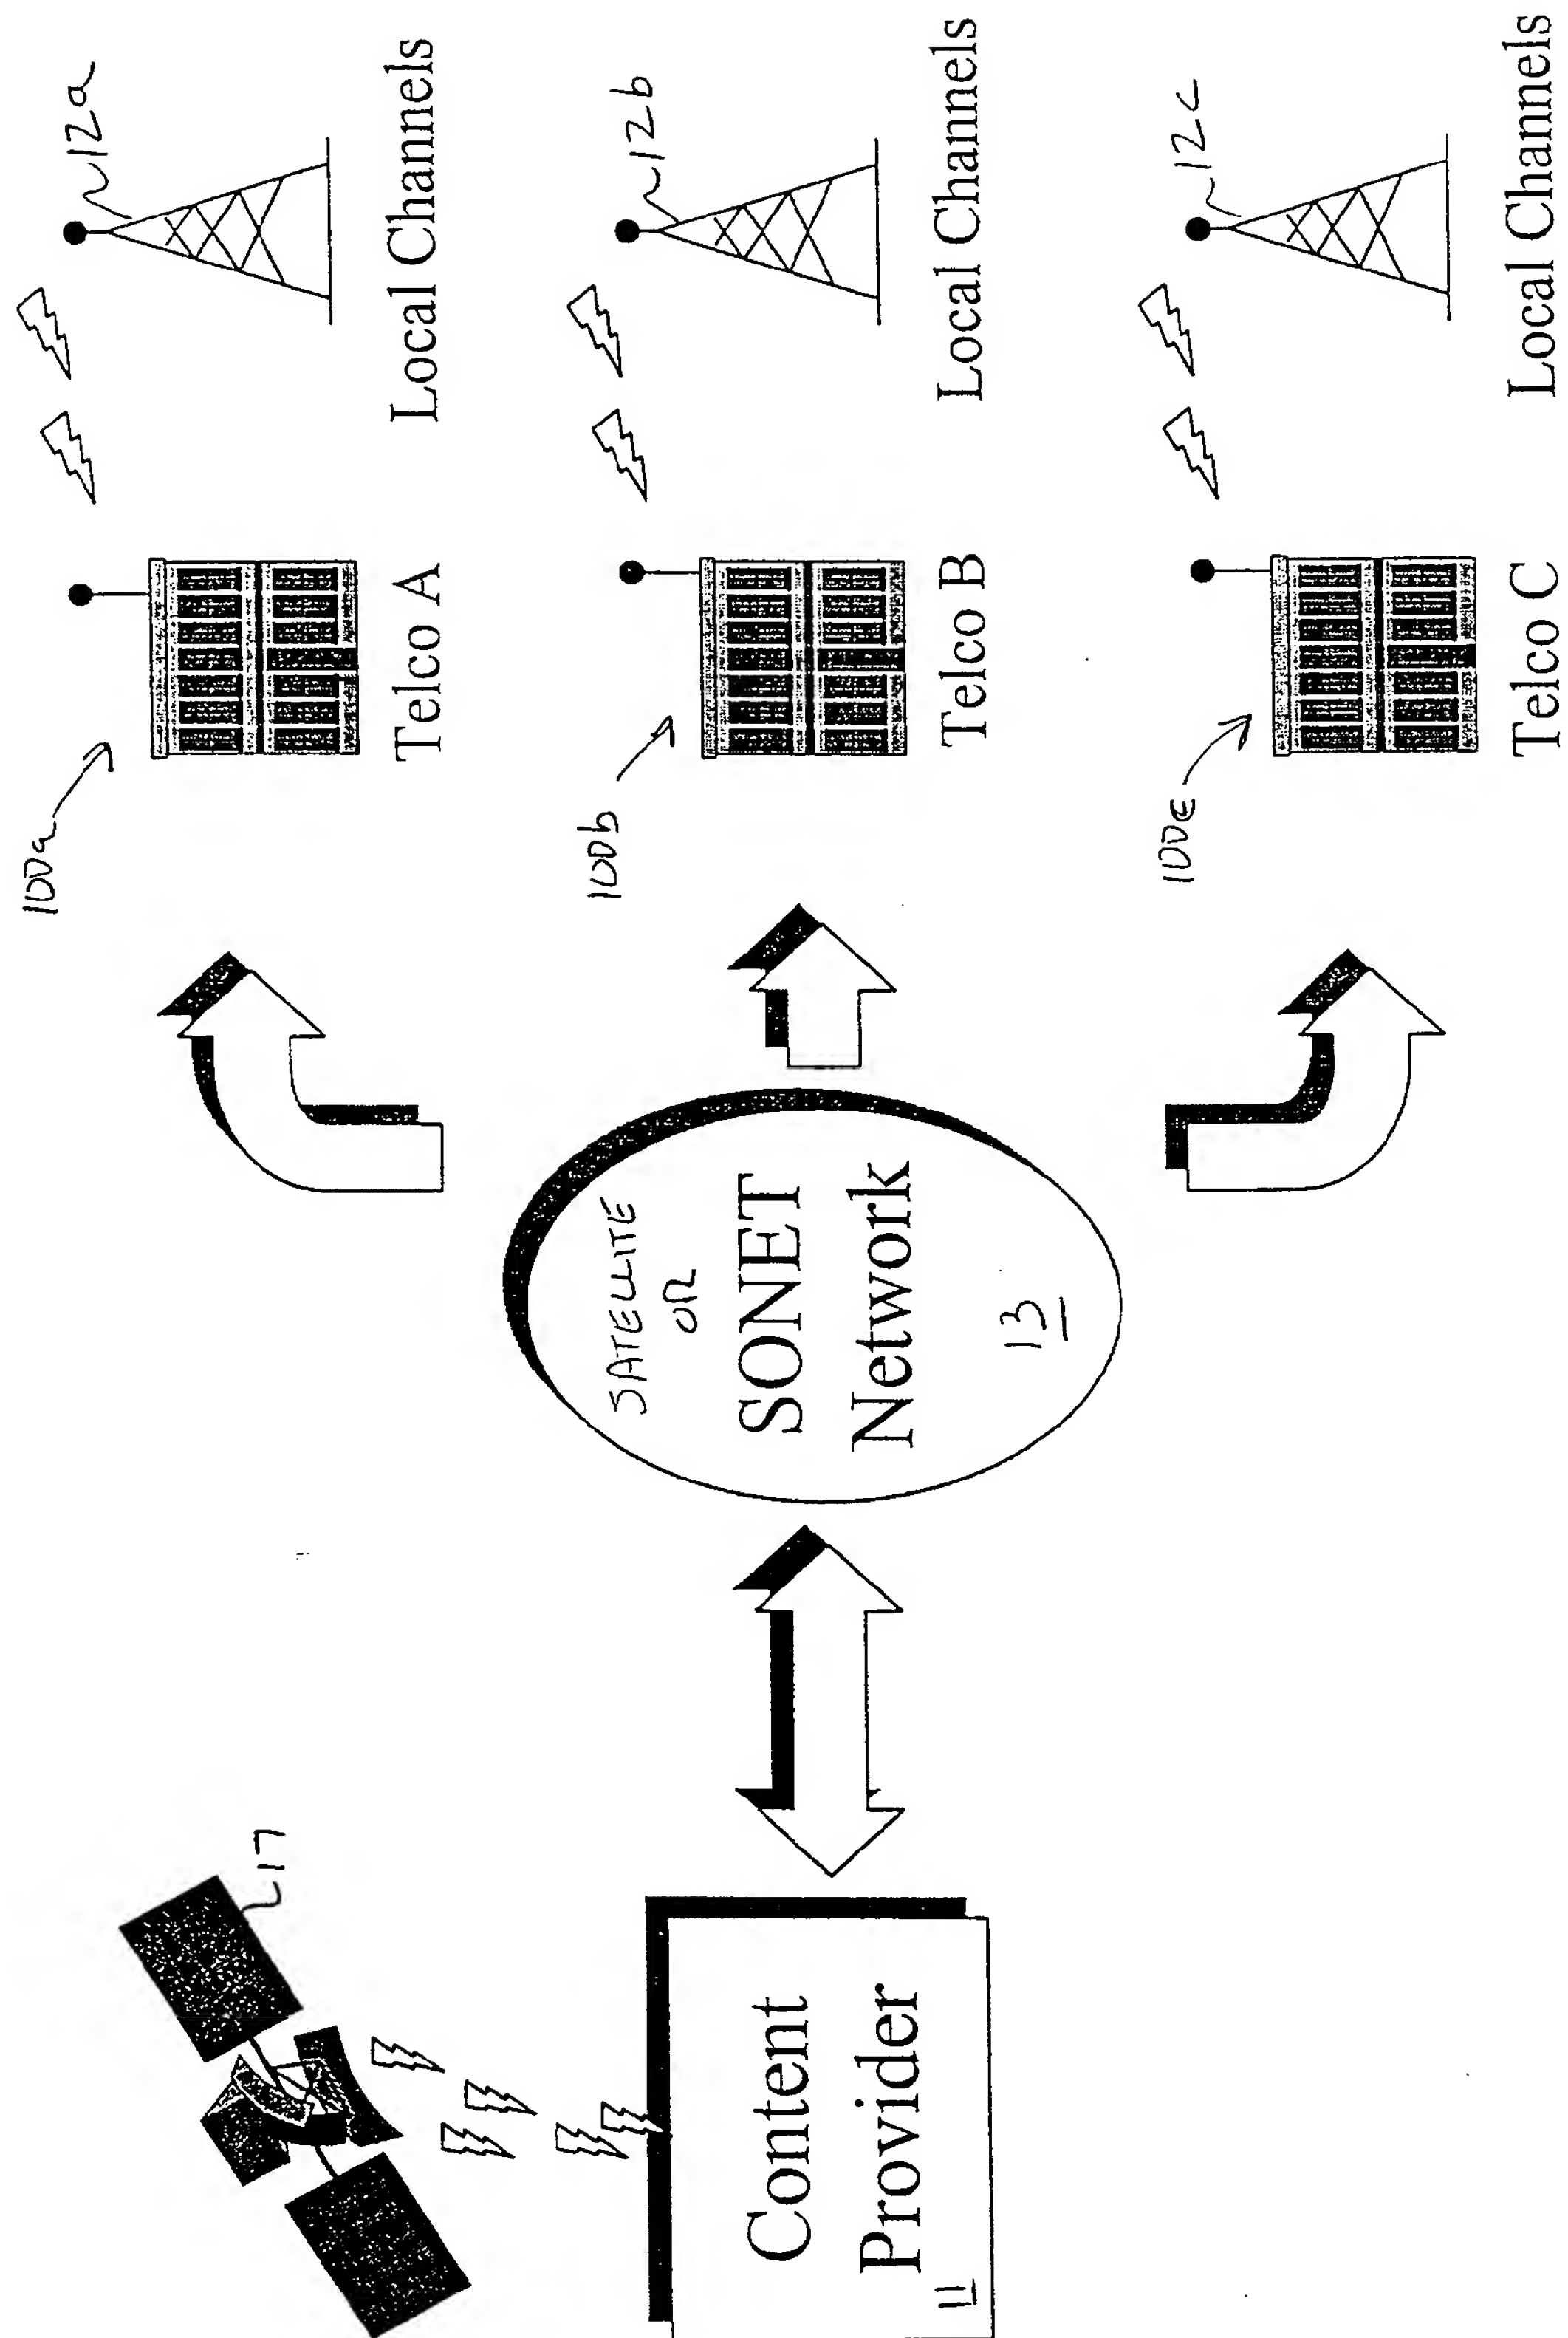 17
Content
Provider
11
SATELLITE
OR
SONET
Network
13
100a
Telco A
12a
Local Channels
100b
Telco B
12b
Local Channels
100c
Telco C
12c
Local Channels